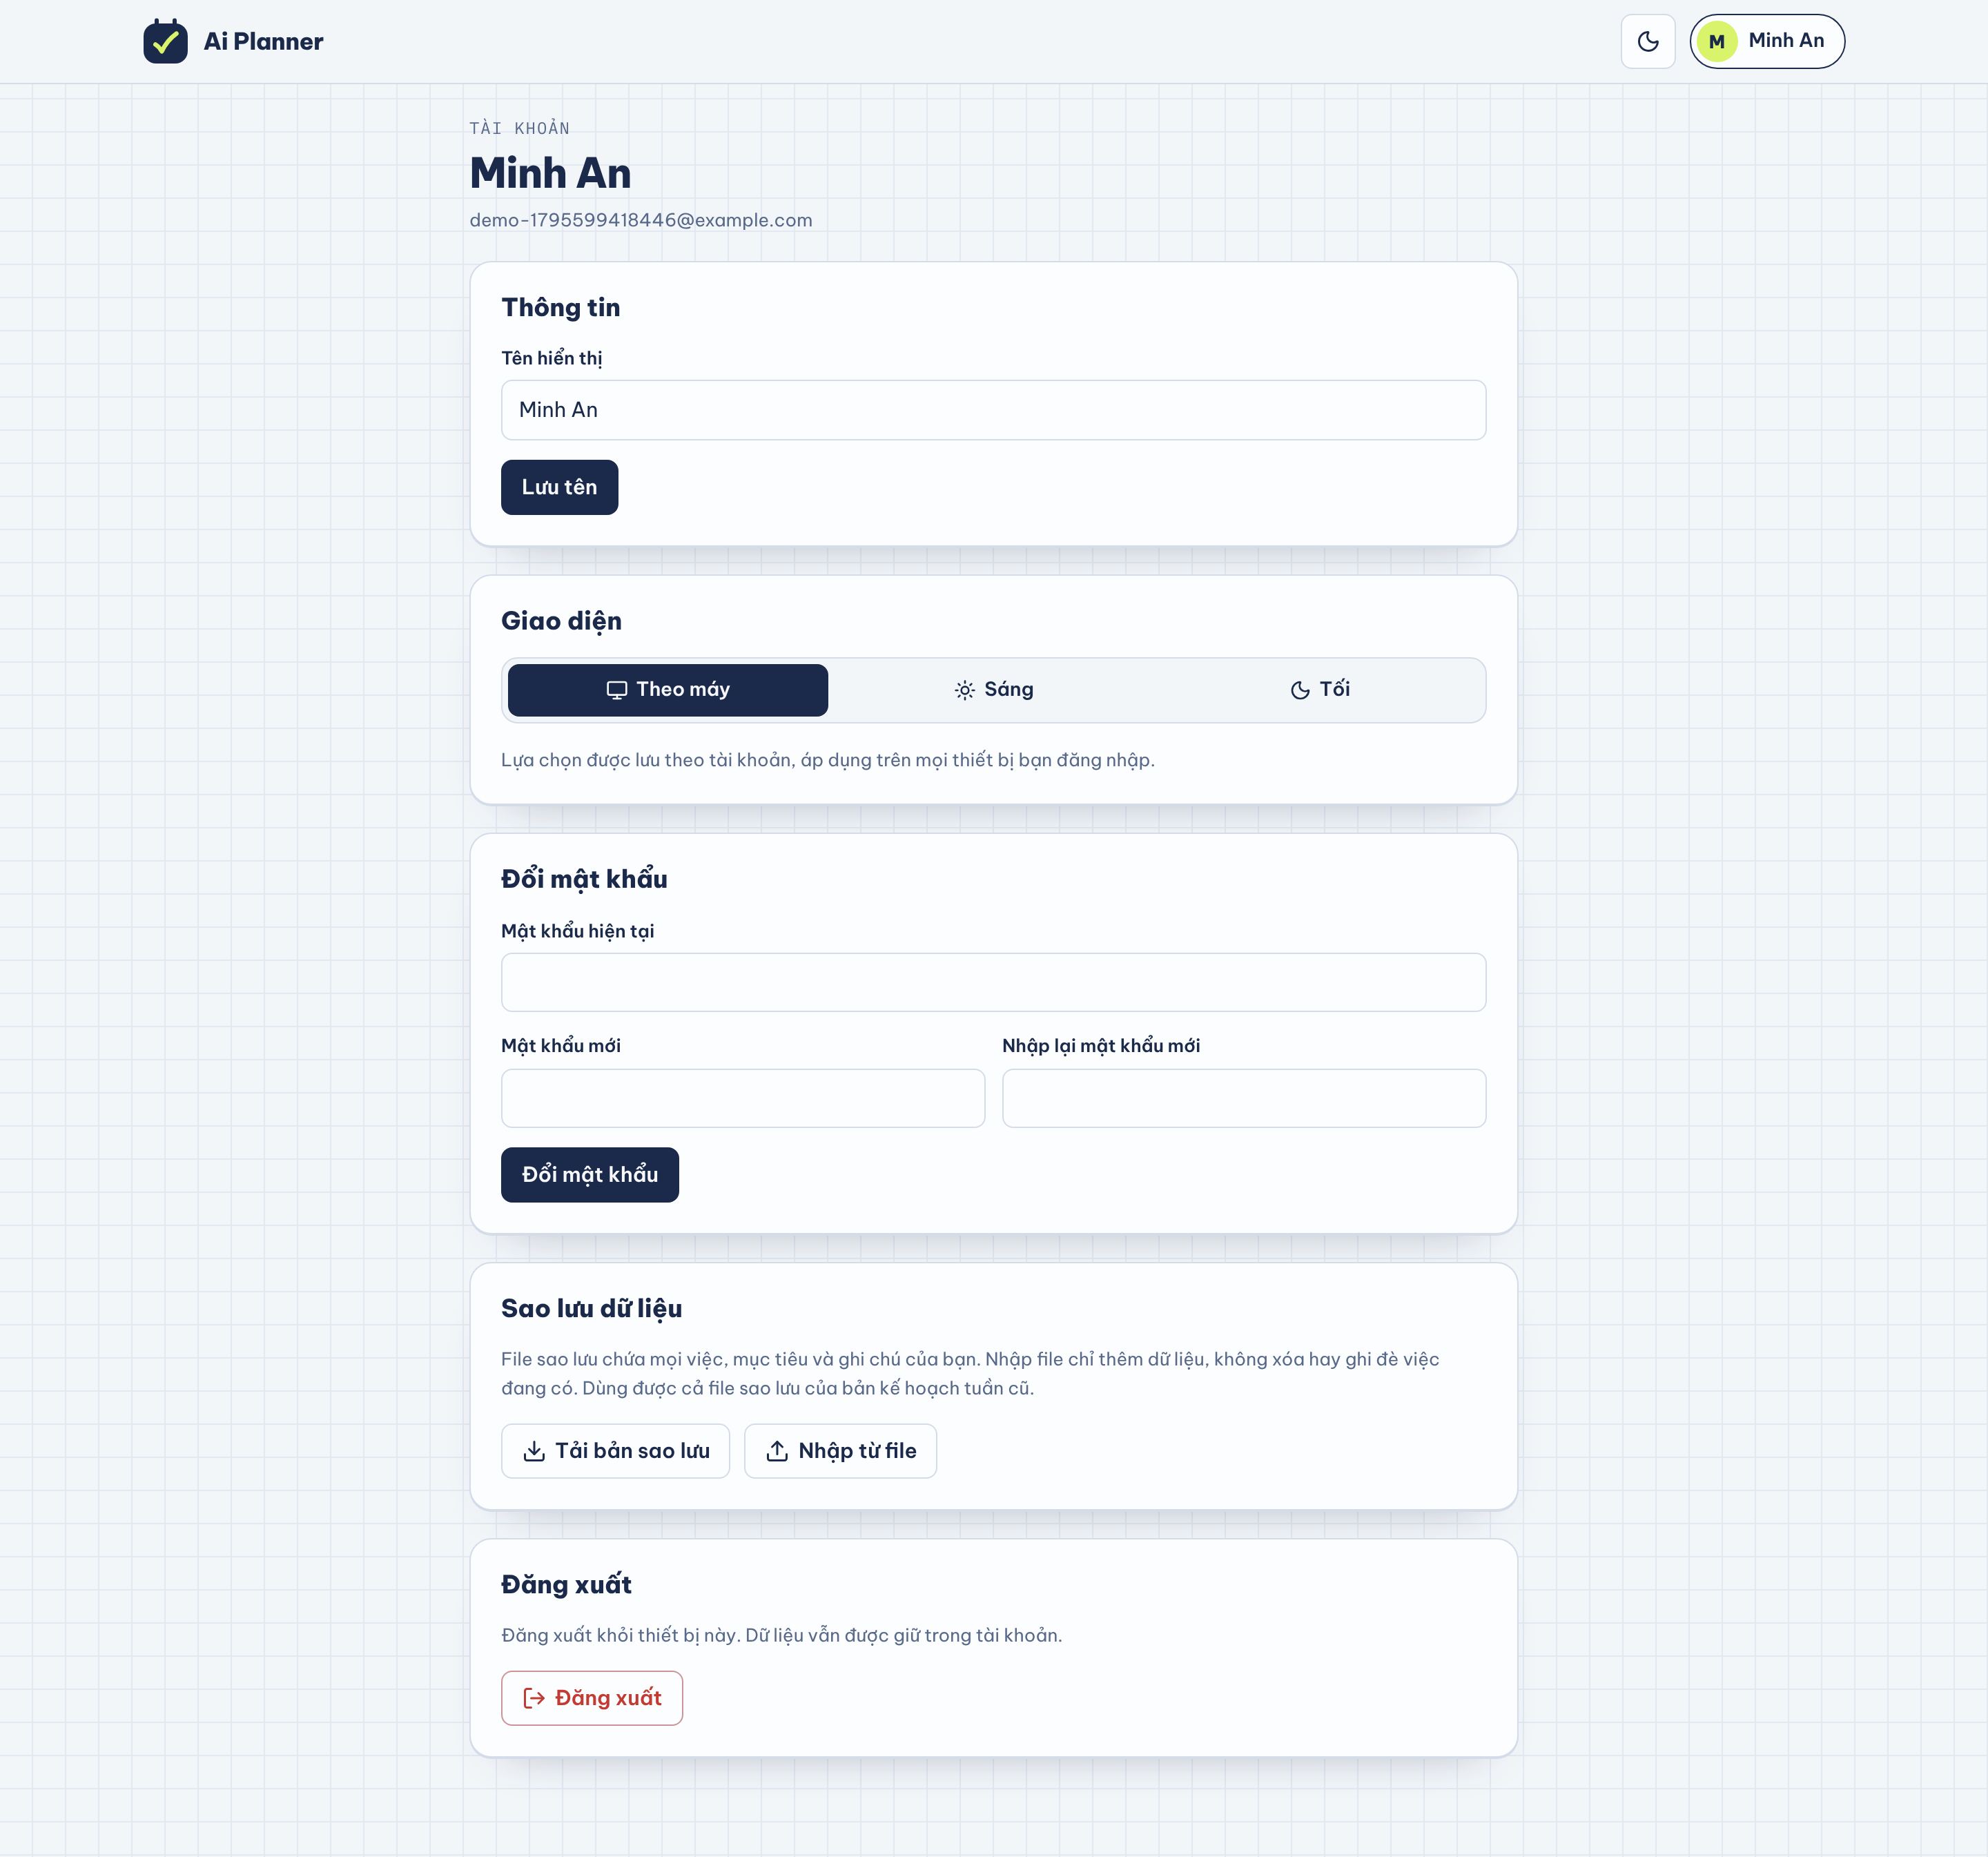 Ai Planner
M Minh An
TÀI KHOẢN
Minh An
demo-1795599418446@example.com
Thông tin
Tên hiển thị
Minh An
Lưu tên
Giao diện
Theo máy Sáng Tối
Lựa chọn được lưu theo tài khoản, áp dụng trên mọi thiết bị bạn đăng nhập.
Đổi mật khẩu
Mật khẩu hiện tại
Mật khẩu mới Nhập lại mật khẩu mới
Đổi mật khẩu
Sao lưu dữ liệu
File sao lưu chứa mọi việc, mục tiêu và ghi chú của bạn. Nhập file chỉ thêm dữ liệu, không xóa hay ghi đè việc
đang có. Dùng được cả file sao lưu của bản kế hoạch tuần cũ.
Tải bản sao lưu Nhập từ file
Đăng xuất
Đăng xuất khỏi thiết bị này. Dữ liệu vẫn được giữ trong tài khoản.
Đăng xuất